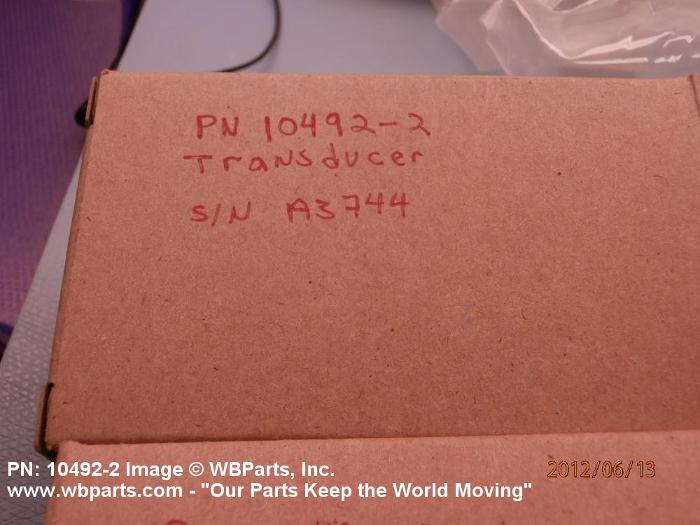 PN 10492-2
Transducer
S/N A3744
PN: 10492-2 Image © WBParts, Inc.
2012/06/13
www.wbparts.com - "Our Parts Keep the World Moving"